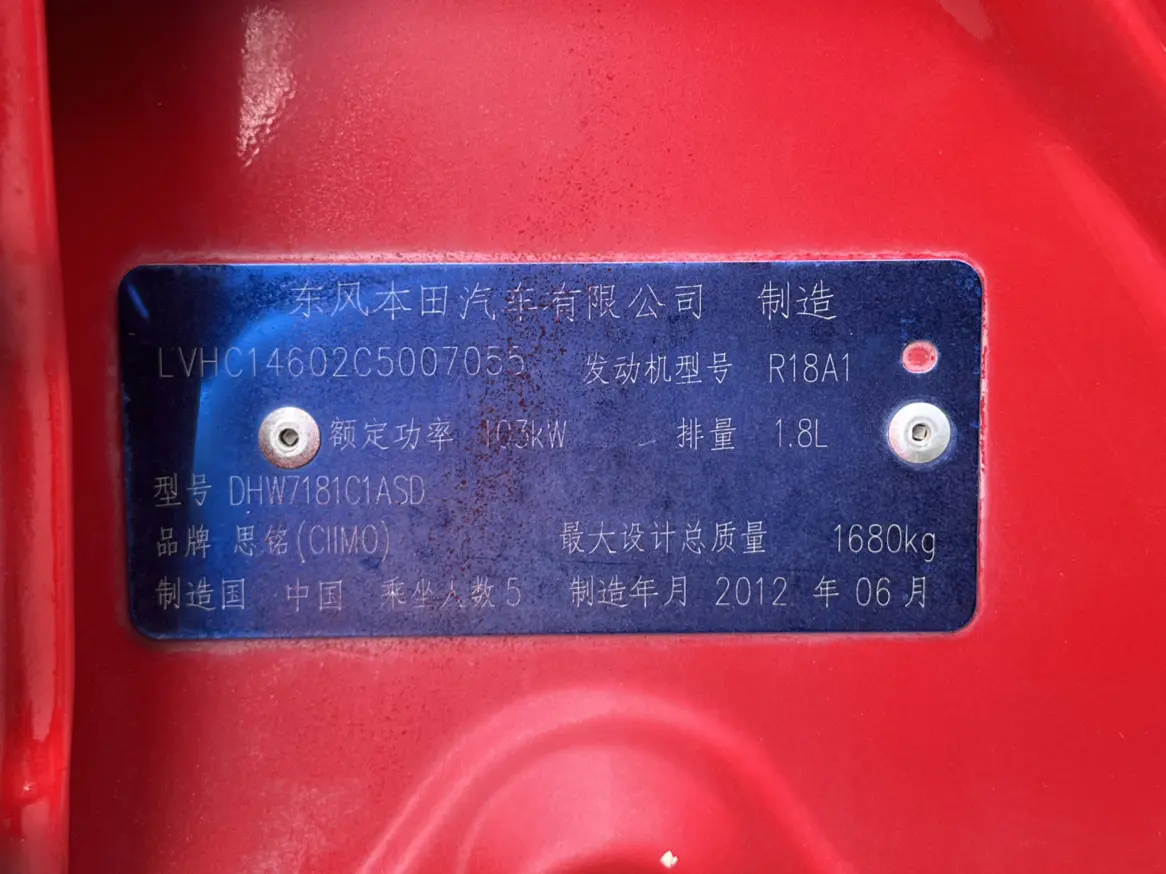 东风本田汽车有限公司 制造
LVHC14602C5007055 发动机型号 R18A1
额定功率 103kW 排量 1.8L
型号 DHW7181C1ASD
品牌 思铭(CIIMO) 最大设计总质量 1680kg
制造国 中国 乘坐人数 5 制造年月 2012 年 06 月